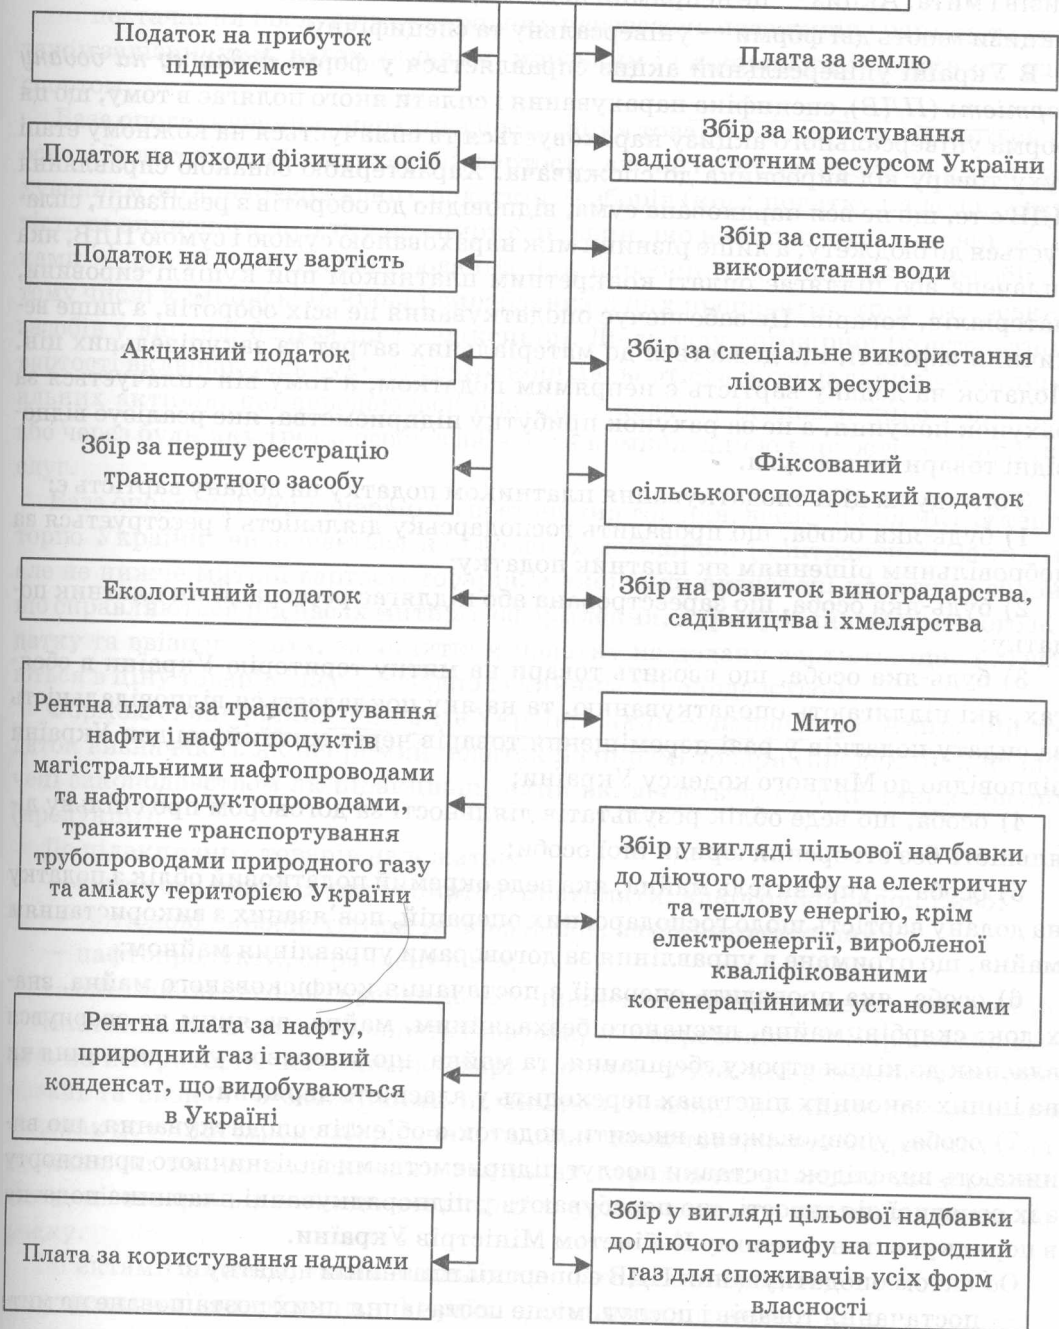 Податок на прибуток
підприємств
Податок на доходи фізичних осіб
Податок на додану вартість
Акцизний податок
Збір за першу реєстрацію
транспортного засобу
Екологічний податок
Рентна плата за транспортування
нафти і нафтопродуктів
магістральними нафтопроводами
та нафтопродуктопроводами,
транзитне транспортування
трубопроводами природного газу
та аміаку територією України
Рентна плата за нафту,
природний газ і газовий
конденсат, що видобуваються
в Україні
Плата за користування надрами
Плата за землю
Збір за користування
радіочастотним ресурсом України
Збір за спеціальне
використання води
Збір за спеціальне використання
лісових ресурсів
Фіксований
сільськогосподарський податок
Збір на розвиток виноградарства,
садівництва і хмелярства
Мито
Збір у вигляді цільової надбавки
до діючого тарифу на електричну
та теплову енергію, крім
електроенергії, виробленої
кваліфікованими
когенераційними установками
Збір у вигляді цільової надбавки
до діючого тарифу на природний
газ для споживачів усіх форм
власності